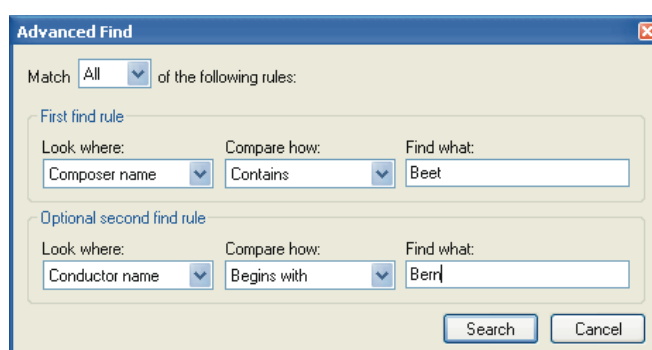 Advanced Find
Match All of the following rules:
First find rule
Look where: Compare how: Find what:
Composer name Contains Beet
Optional second find rule
Look where: Compare how: Find what:
Conductor name Begins with Bern
Search Cancel